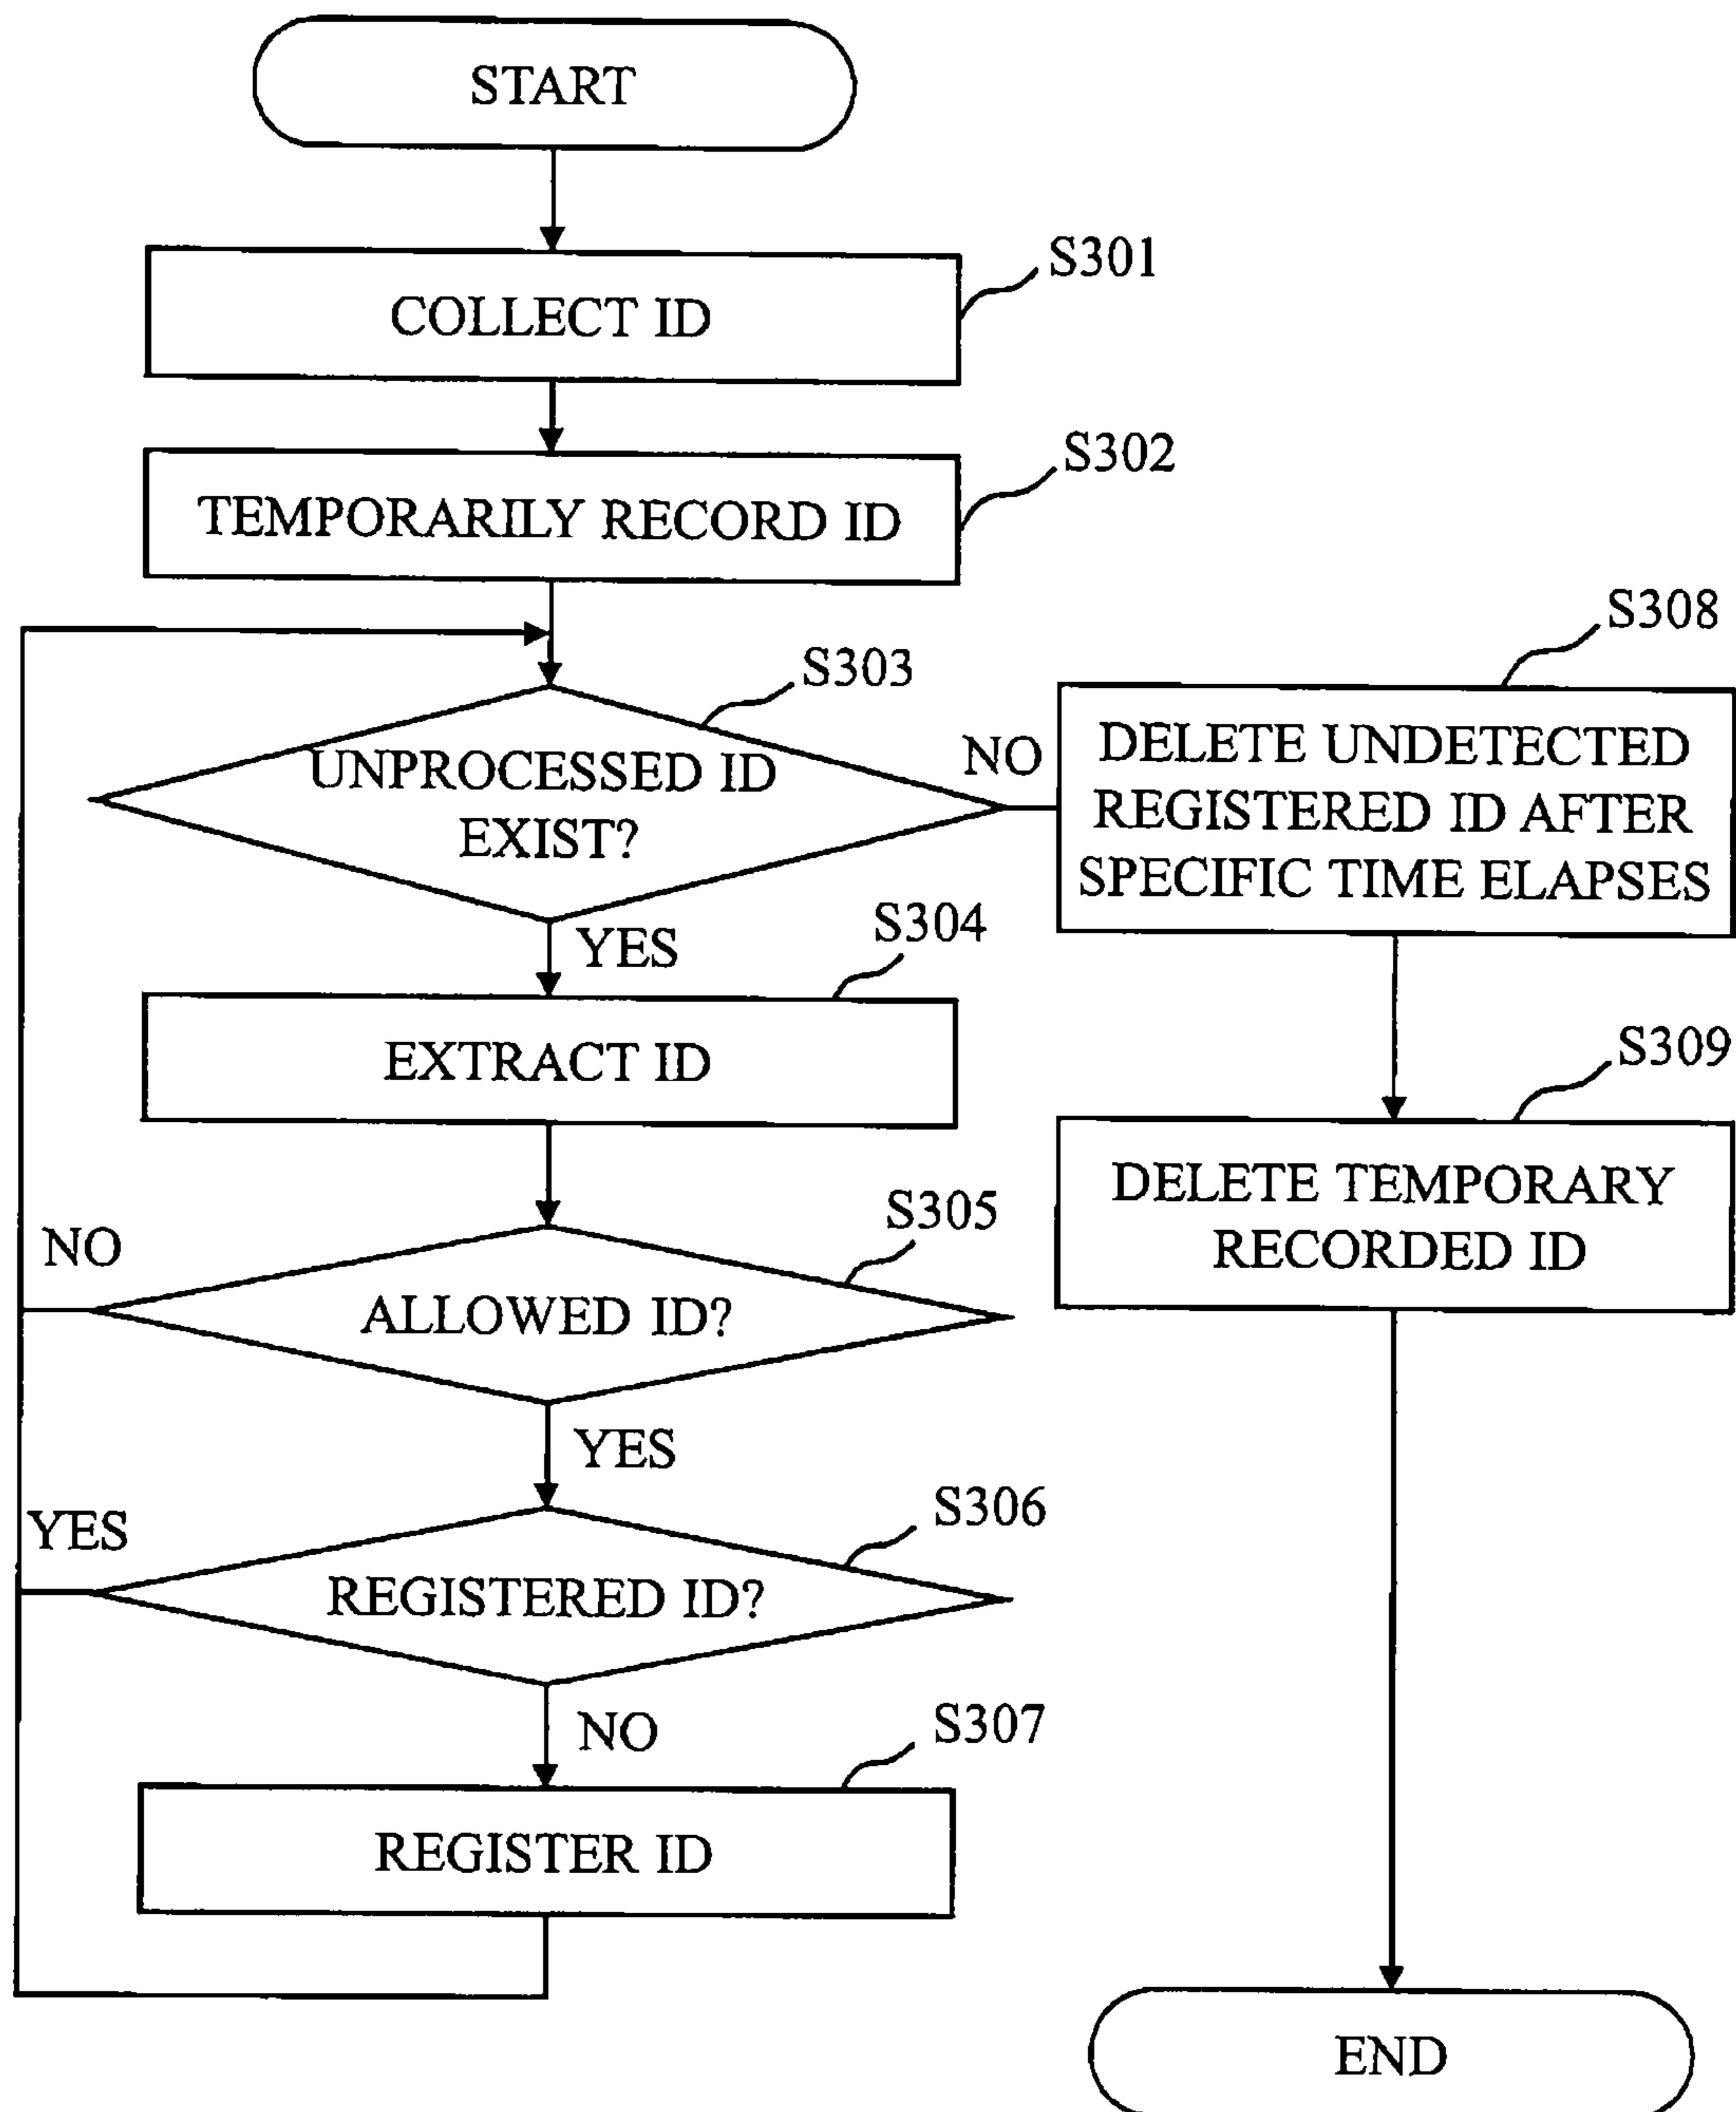 START
S301
COLLECT ID
S302
TEMPORARILY RECORD ID
S303
UNPROCESSED ID
EXIST?
NO
S308
DELETE UNDETECTED
REGISTERED ID AFTER
SPECIFIC TIME ELAPSES
YES
S304
EXTRACT ID
S309
DELETE TEMPORARY
RECORDED ID
S305
NO
ALLOWED ID?
YES
S306
YES
REGISTERED ID?
NO
S307
REGISTER ID
END